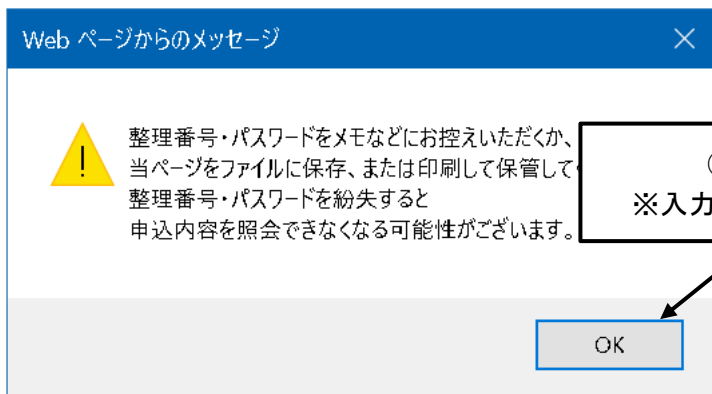 Web ページからのメッセージ
整理番号・パスワードをメモなどにお控えいただくか、
当ページをファイルに保存、または印刷して保管して
整理番号・パスワードを紛失すると
申込内容を照会できなくなる可能性がございます。
※入力
OK